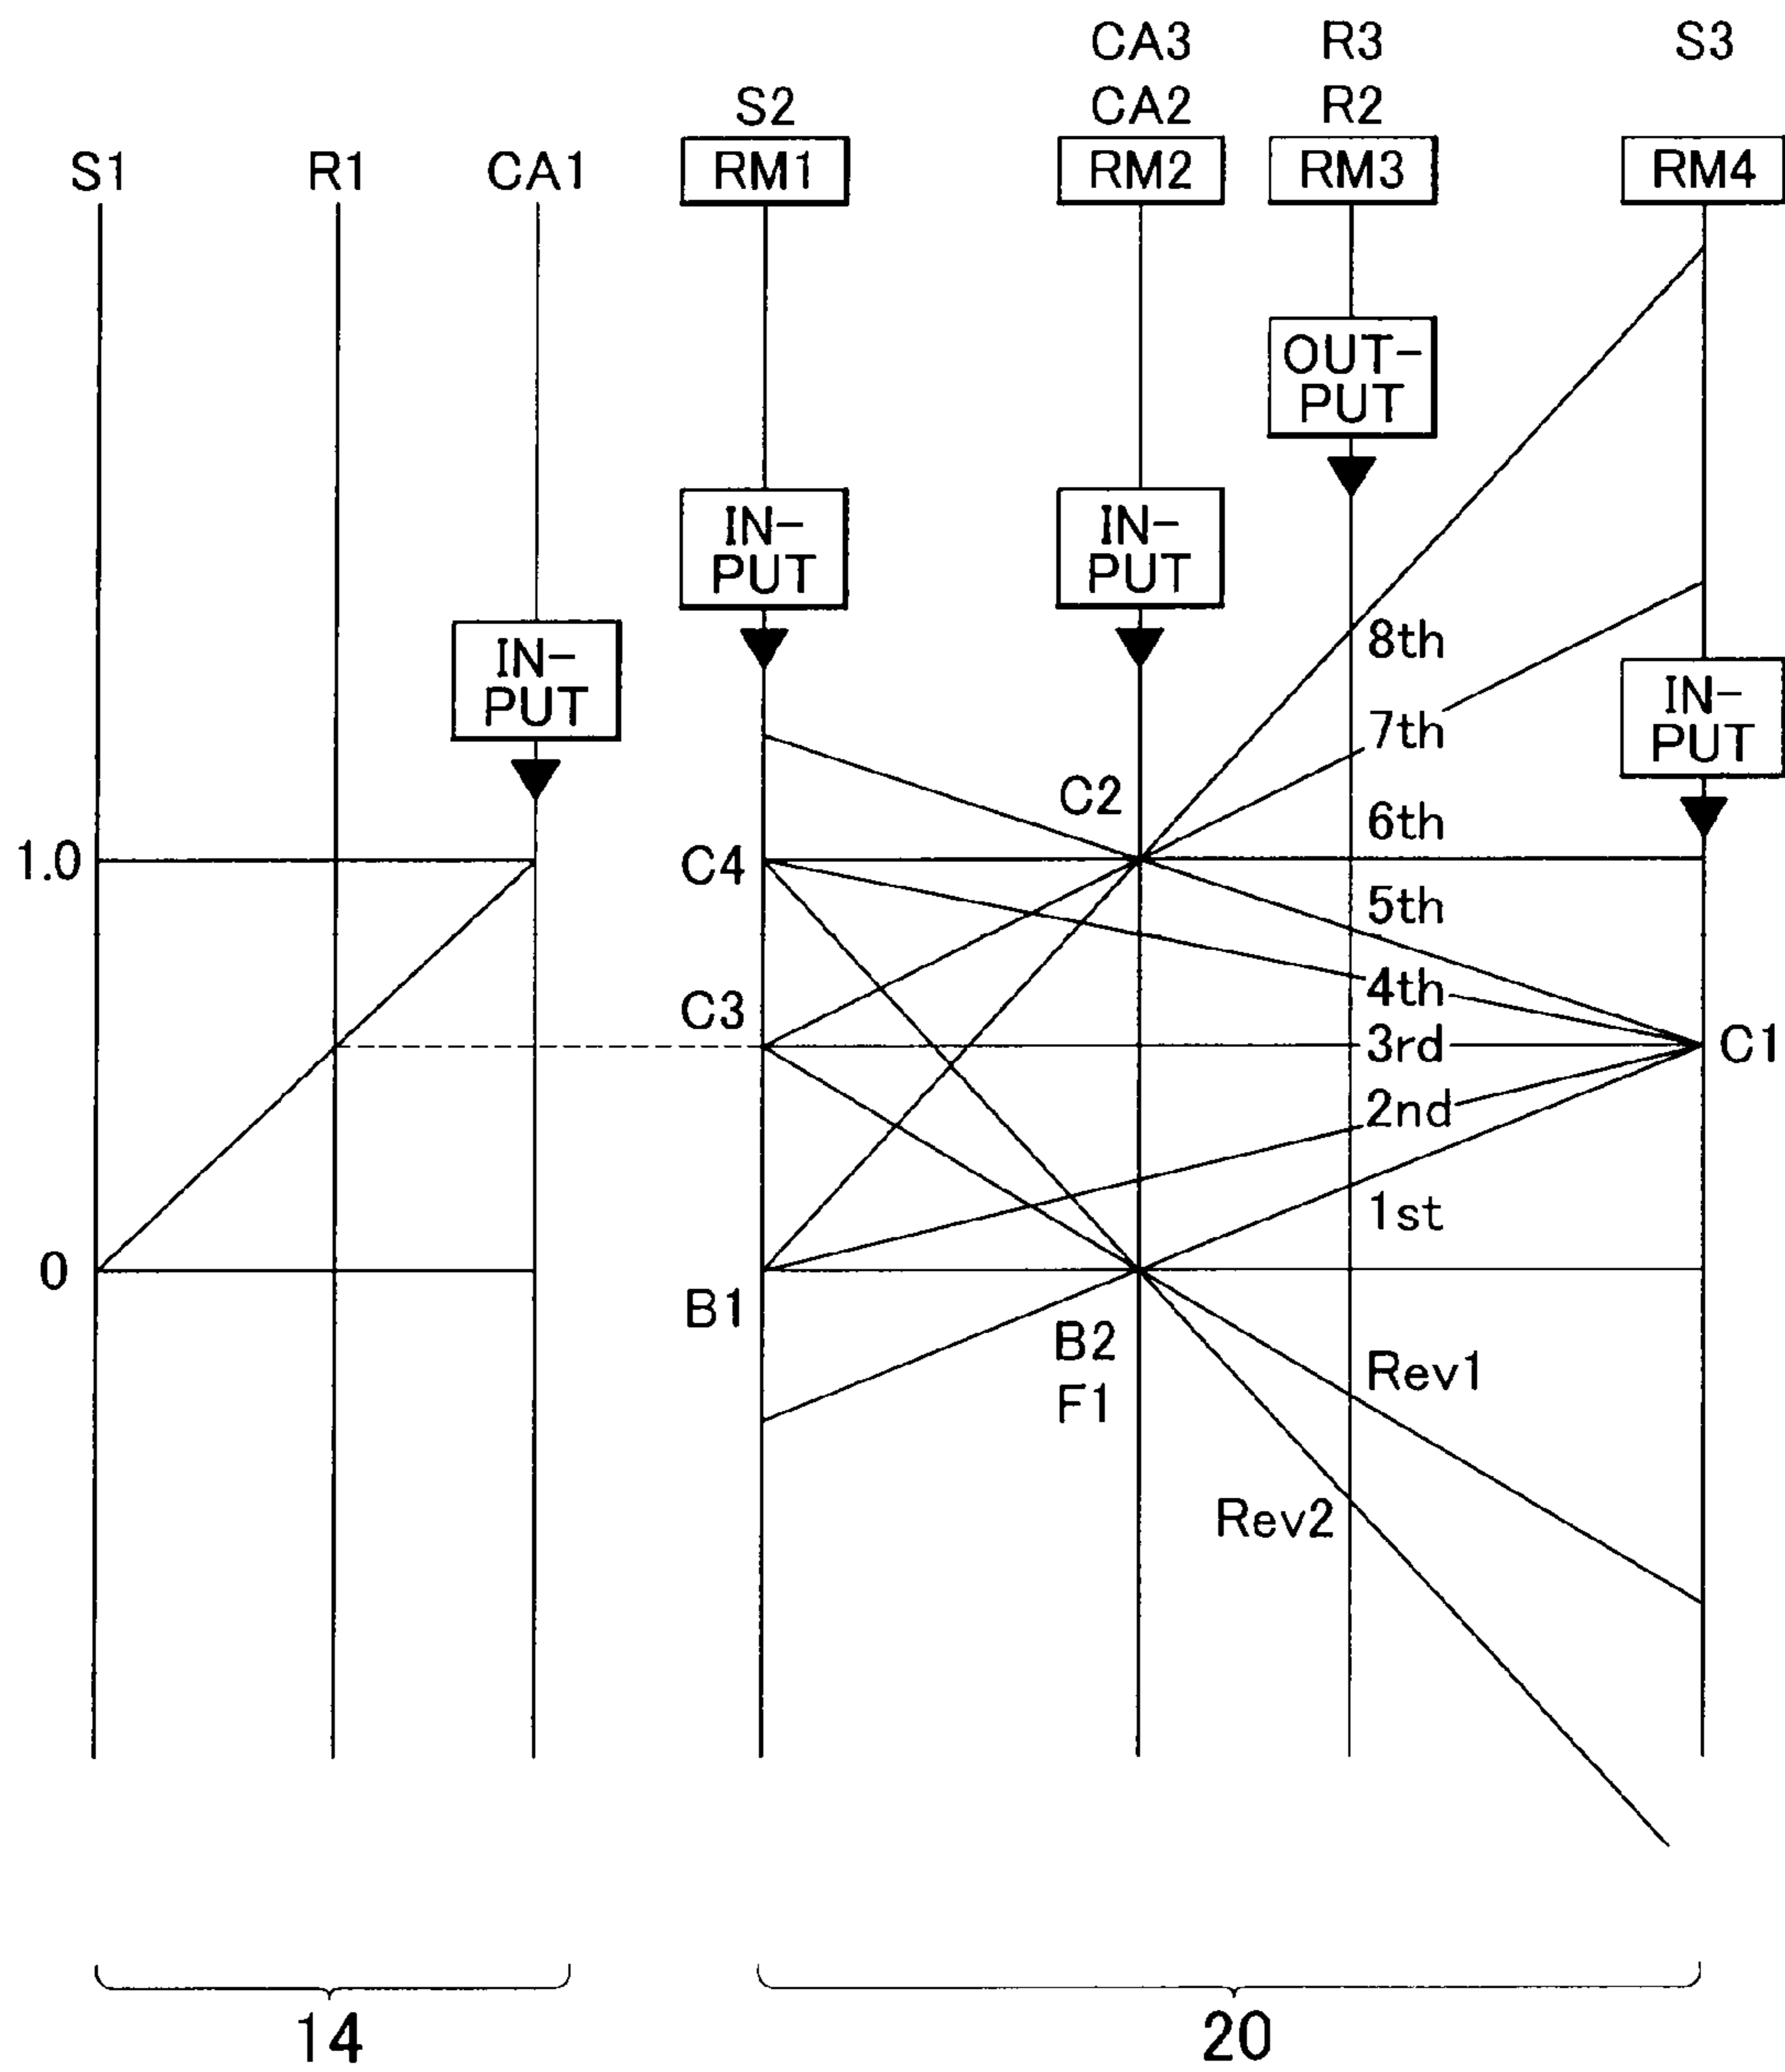 CA3 R3 S3
S2 CA2 R2
S1 R1 CA1 RM1 RM2 RM3 RM4
OUT-
PUT
IN-
PUT
IN-
PUT
IN-
PUT
8th
IN-
PUT
7th
C2
6th
1.0
C4
5th
4th
C3
3rd
C1
2nd
1st
0
B1
B2
F1
Rev1
Rev2
14
20